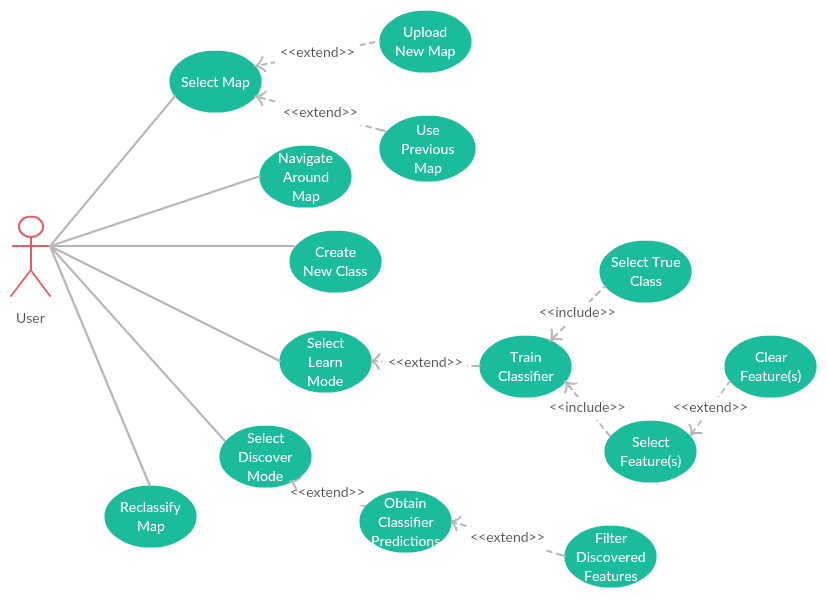 Upload
New Map
<<extend>>
Select Map
<<extend>>
Use
Previous
Map
Navigate
Around
Map
Create
New Class
Select True
Class
User
<<include>>
Select
Learn
Mode
<<extend>>
Train
Classifier
Clear
Feature(s)
<<include>>
<<extend>>
Select
Discover
Mode
Select
Feature(s)
<<extend>>
Reclassify
Map
Obtain
Classifier
Predictions
<<extend>>
Filter
Discovered
Features